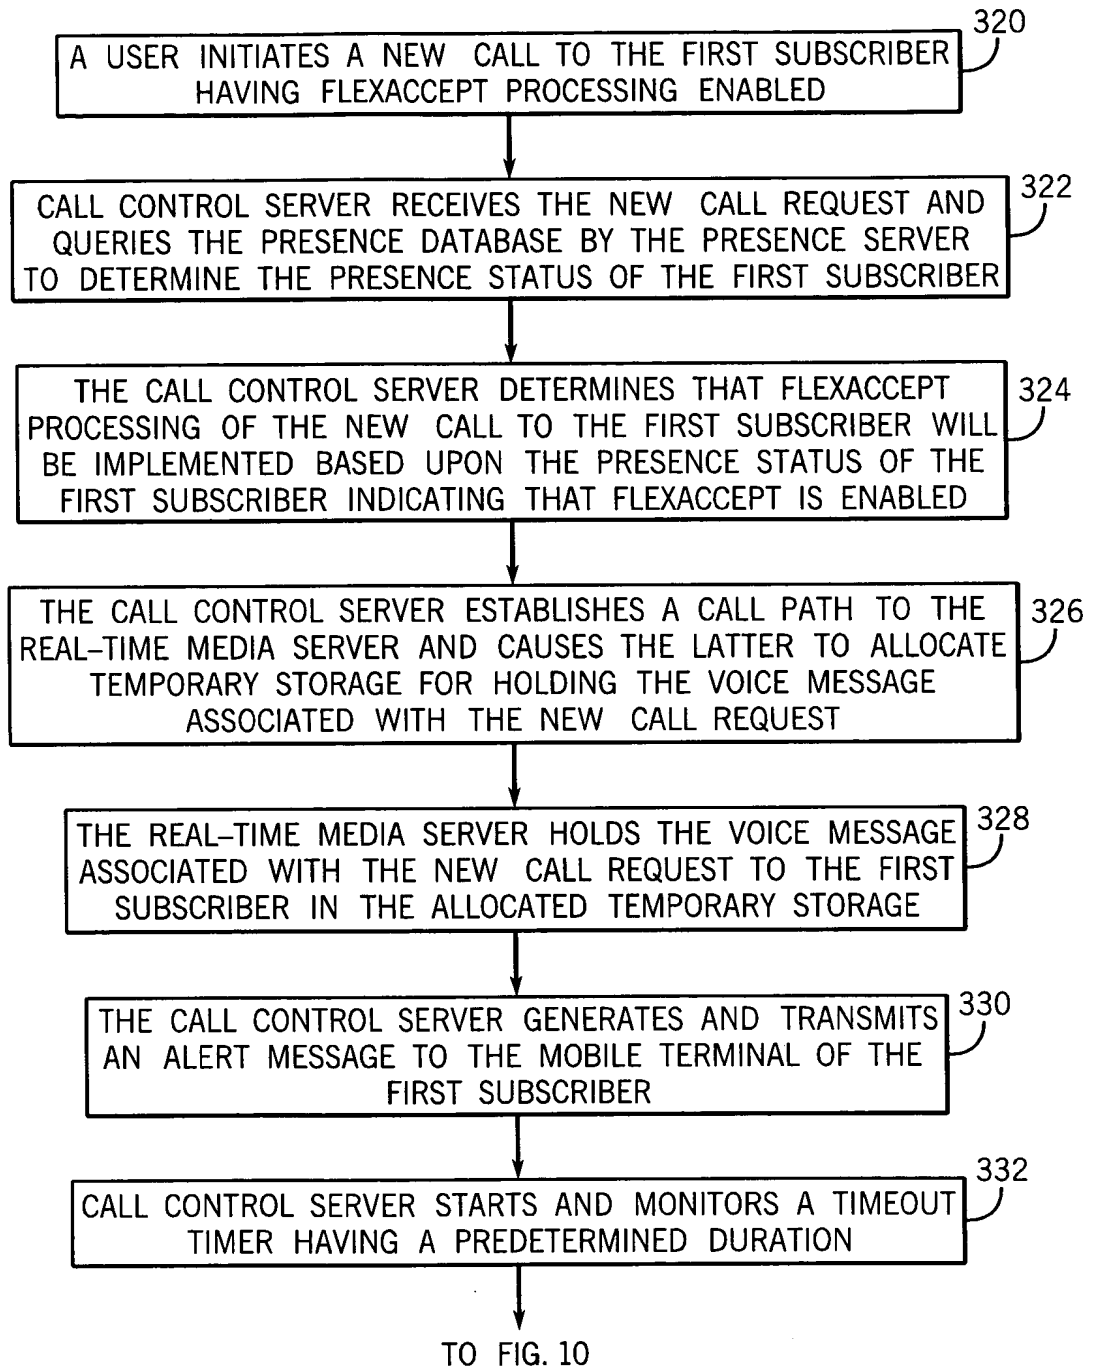 320
A USER INITIATES A NEW CALL TO THE FIRST SUBSCRIBER
HAVING FLEXACCEPT PROCESSING ENABLED
322
CALL CONTROL SERVER RECEIVES THE NEW CALL REQUEST AND
QUERIES THE PRESENCE DATABASE BY THE PRESENCE SERVER
TO DETERMINE THE PRESENCE STATUS OF THE FIRST SUBSCRIBER
324
THE CALL CONTROL SERVER DETERMINES THAT FLEXACCEPT
PROCESSING OF THE NEW CALL TO THE FIRST SUBSCRIBER WILL
BE IMPLEMENTED BASED UPON THE PRESENCE STATUS OF THE
FIRST SUBSCRIBER INDICATING THAT FLEXACCEPT IS ENABLED
326
THE CALL CONTROL SERVER ESTABLISHES A CALL PATH TO THE
REAL-TIME MEDIA SERVER AND CAUSES THE LATTER TO ALLOCATE
TEMPORARY STORAGE FOR HOLDING THE VOICE MESSAGE
ASSOCIATED WITH THE NEW CALL REQUEST
328
THE REAL-TIME MEDIA SERVER HOLDS THE VOICE MESSAGE
ASSOCIATED WITH THE NEW CALL REQUEST TO THE FIRST
SUBSCRIBER IN THE ALLOCATED TEMPORARY STORAGE
330
THE CALL CONTROL SERVER GENERATES AND TRANSMITS
AN ALERT MESSAGE TO THE MOBILE TERMINAL OF THE
FIRST SUBSCRIBER
332
CALL CONTROL SERVER STARTS AND MONITORS A TIMEOUT
TIMER HAVING A PREDETERMINED DURATION
TO FIG. 10